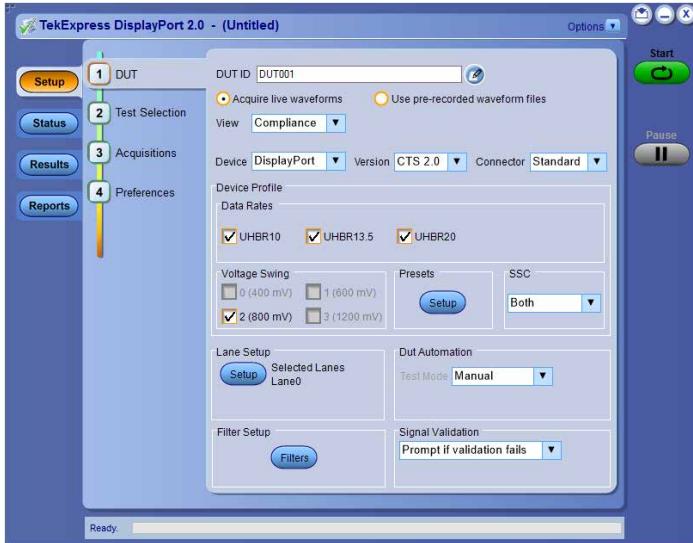 TekExpress DisplayPort 2.0 - (Untitled)
Options
Start
Pause
Setup
Status
Results
Reports
1 DUT
2 Test Selection
3 Acquisitions
4 Preferences
DUT ID DUT001
Acquire live waveforms Use pre-recorded waveform files
View Compliance
Device DisplayPort Version CTS 2.0 Connector Standard
Device Profile
Data Rates
UHBR10 UHBR13.5 UHBR20
Voltage Swing
0 (400 mV) 1 (600 mV)
2 (800 mV) 3 (1200 mV)
Presets
Setup
SSC
Both
Lane Setup
Setup Selected Lanes
Lane0
Dut Automation
Test Mode Manual
Filter Setup
Filters
Signal Validation
Prompt if validation fails
Ready.